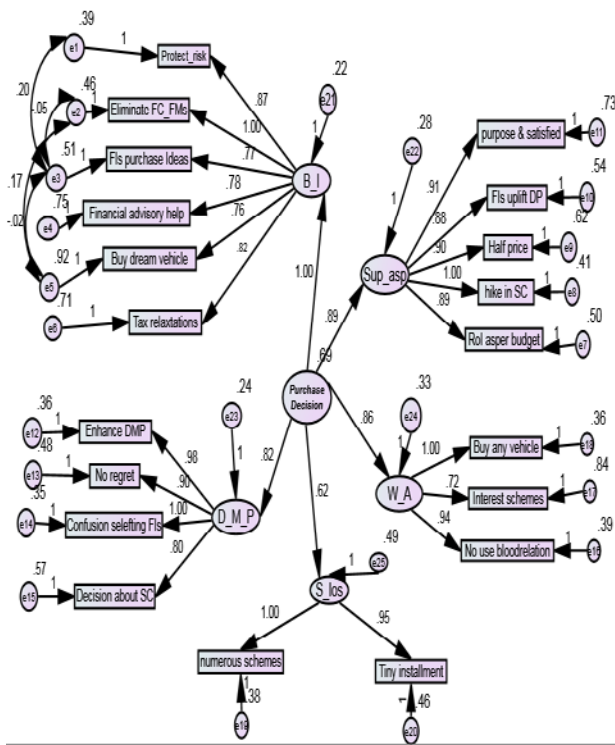 .39
e1
1
Protect_risk
.20
-.05
.46
e2
1
Eliminate FC_FMs
.51
e3
1
FIs purchase Ideas
.17
.75
e4
1
Financial advisory help
-.02
.92
e5
1
Buy dream vehicle
.71
e6
1
Tax relaxtations
.87
1.00
.77
.78
.76
.82
.22
e21
1
B_I
1.00
.28
e22
1
Sup_asp
.89
.91
.88
.90
1.00
.89
purpose & satisfied
1
e11
.73
FIs uplift DP
1
e10
.54
Half price
1
e9
.62
hike in SC
1
e8
.41
RoI asper budget
1
e7
.50
.69
Purchase
Decision
.36
e12
1
Enhance DMP
.48
e13
1
No regret
.35
e14
1
Confusion selefting FIs
.57
e15
1
Decision about SC
.98
.90
1.00
.80
.24
e23
1
D_M_P
.82
.86
.33
e24
1
W_A
1.00
.72
.94
Buy any vehicle
1
e18
.36
Interest schemes
1
e17
.84
No use bloodrelation
1
e16
.39
.62
.49
e25
1
S_los
1.00
.95
numerous schemes
1
.38
e19
Tiny installment
1
.46
e20